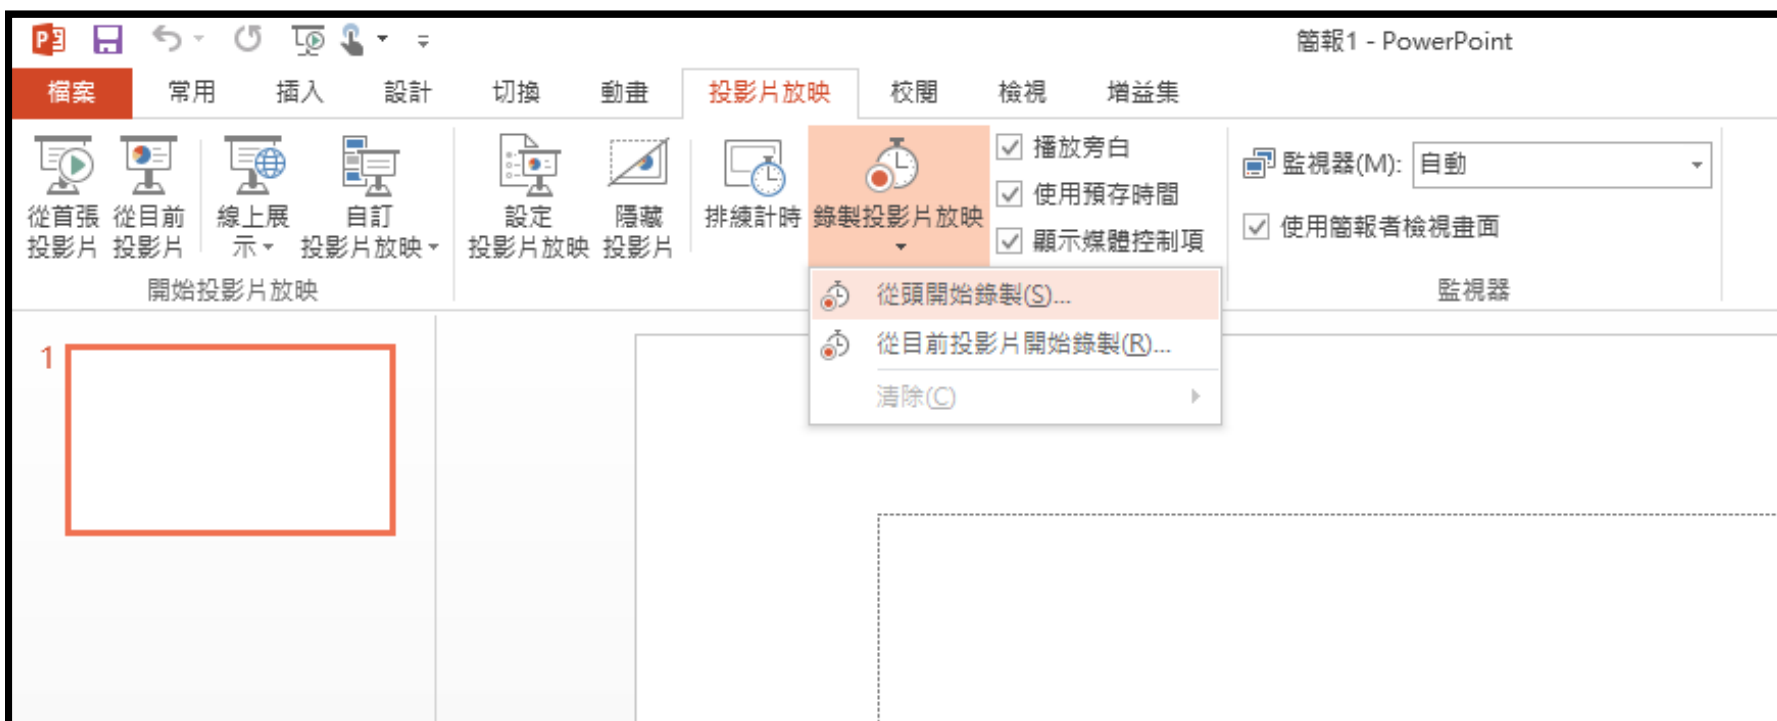 簡報1 - PowerPoint
檔案 常用 插入 設計 切換 動畫 投影片放映 校閱 檢視 增益集
從首張投影片
從目前投影片
線上展示
自訂投影片放映
設定投影片放映
隱藏投影片
排練計時
錄製投影片放映
播放旁白
使用預存時間
顯示媒體控制項
監視器(M): 自動
使用簡報者檢視畫面
開始投影片放映
監視器
從頭開始錄製(S)...
從目前投影片開始錄製(R)...
清除(C)
1